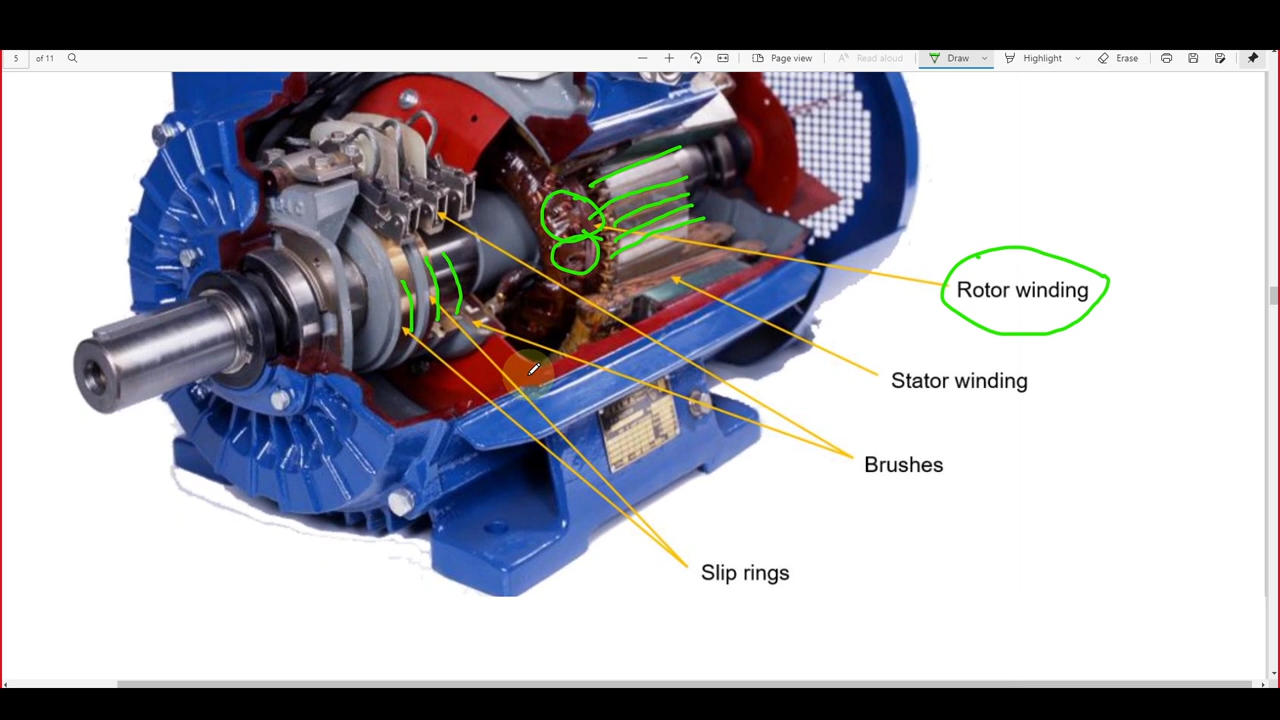 5 of 11 Page view Read aloud Draw Highlight Erase
Rotor winding
Stator winding
Brushes
Slip rings